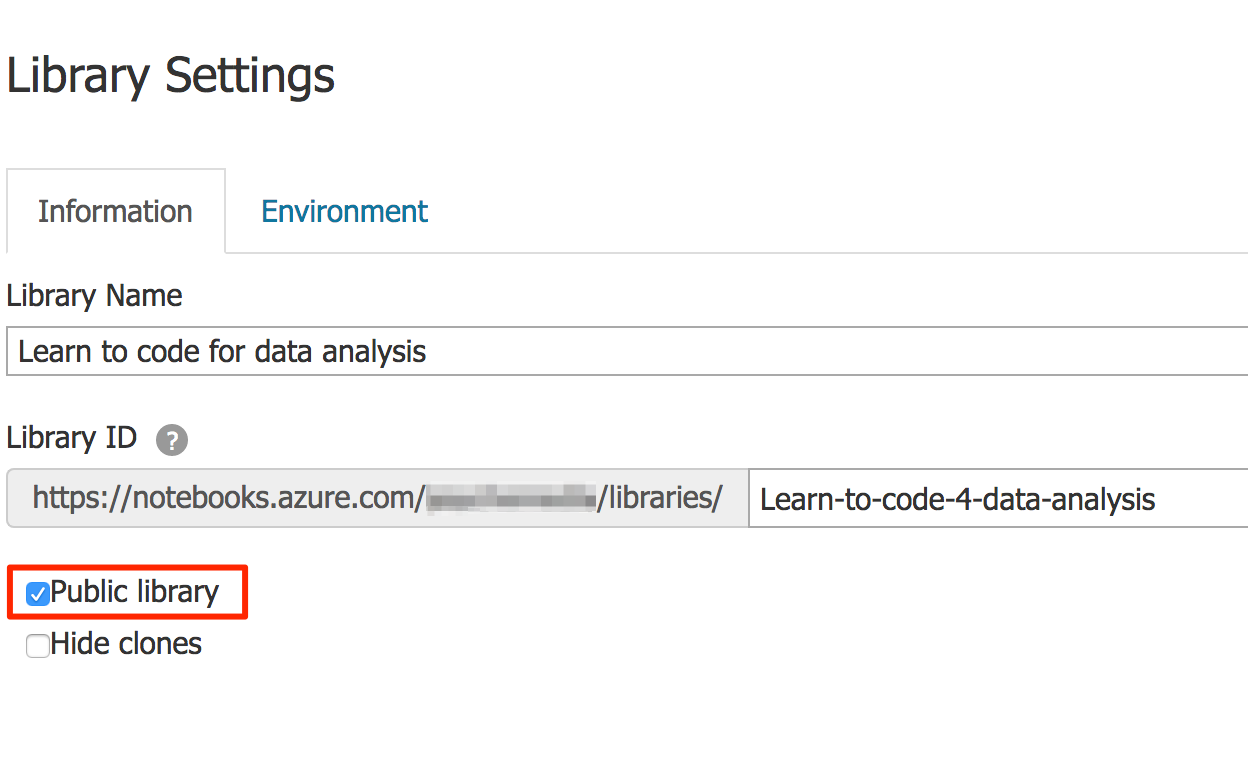 Library Settings
Information Environment
Library Name
Learn to code for data analysis
Library ID ?
https://notebooks.azure.com/ /libraries/ Learn-to-code-4-data-analysis
Public library
Hide clones